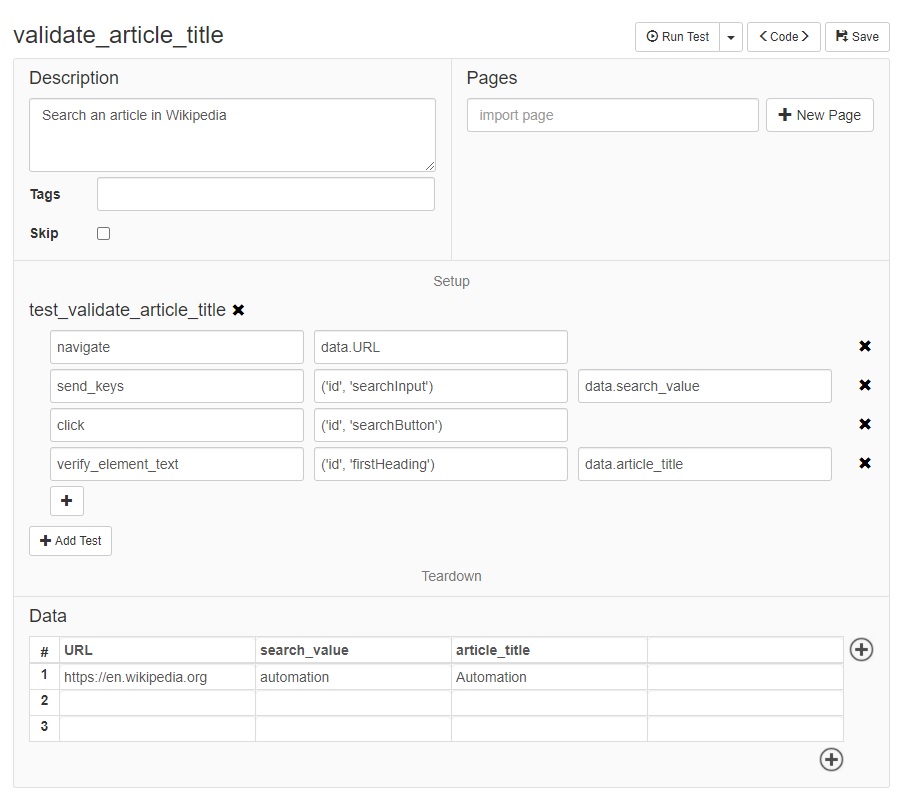 validate_article_title Run Test <Code> Save
Description
Search an article in Wikipedia
Tags
Skip
Pages
import page New Page
Setup
test_validate_article_title
navigate data.URL
send_keys ('id', 'searchInput') data.search_value
click ('id', 'searchButton')
verify_element_text ('id', 'firstHeading') data.article_title
Add Test
Teardown
Data
# URL search_value article_title
1 https://en.wikipedia.org automation Automation
2
3